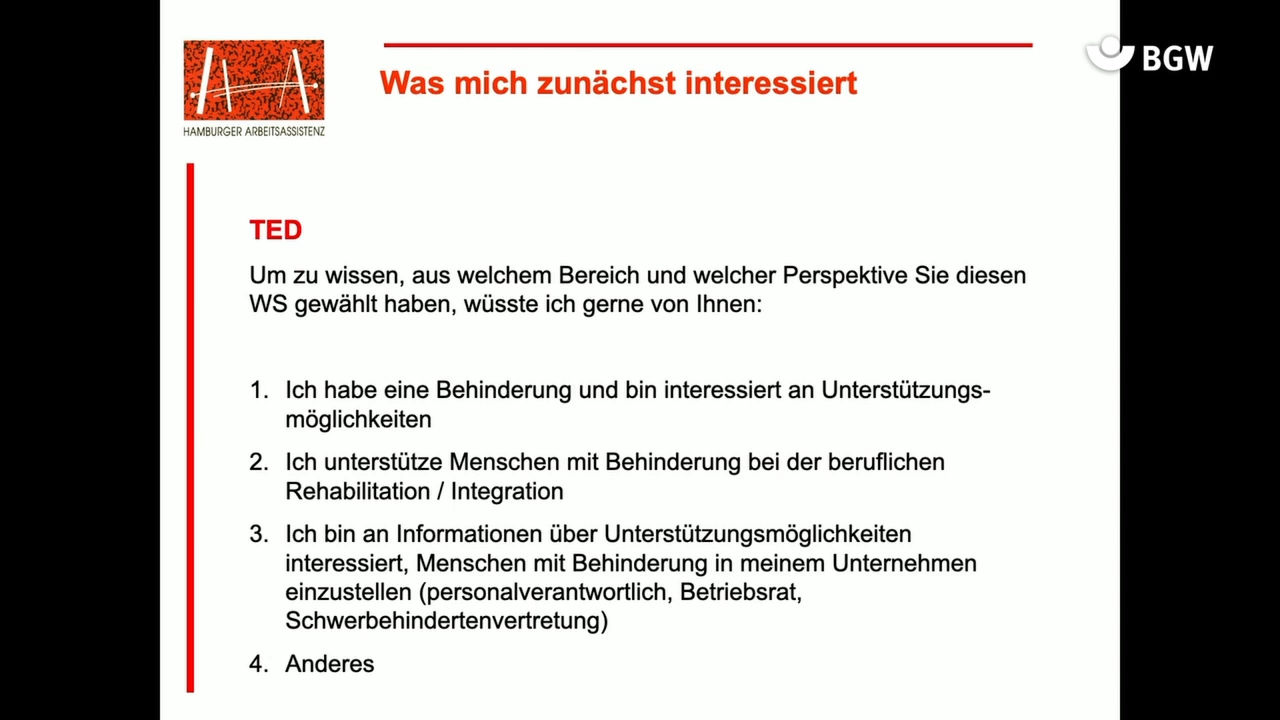 BGW
Was mich zunächst interessiert
HAMBURGER ARBEITSASSISTENZ
TED
Um zu wissen, aus welchem Bereich und welcher Perspektive Sie diesen
WS gewählt haben, wüsste ich gerne von Ihnen:
1. Ich habe eine Behinderung und bin interessiert an Unterstützungs-
möglichkeiten
2. Ich unterstütze Menschen mit Behinderung bei der beruflichen
Rehabilitation / Integration
3. Ich bin an Informationen über Unterstützungsmöglichkeiten
interessiert, Menschen mit Behinderung in meinem Unternehmen
einzustellen (personalverantwortlich, Betriebsrat,
Schwerbehindertenvertretung)
4. Anderes